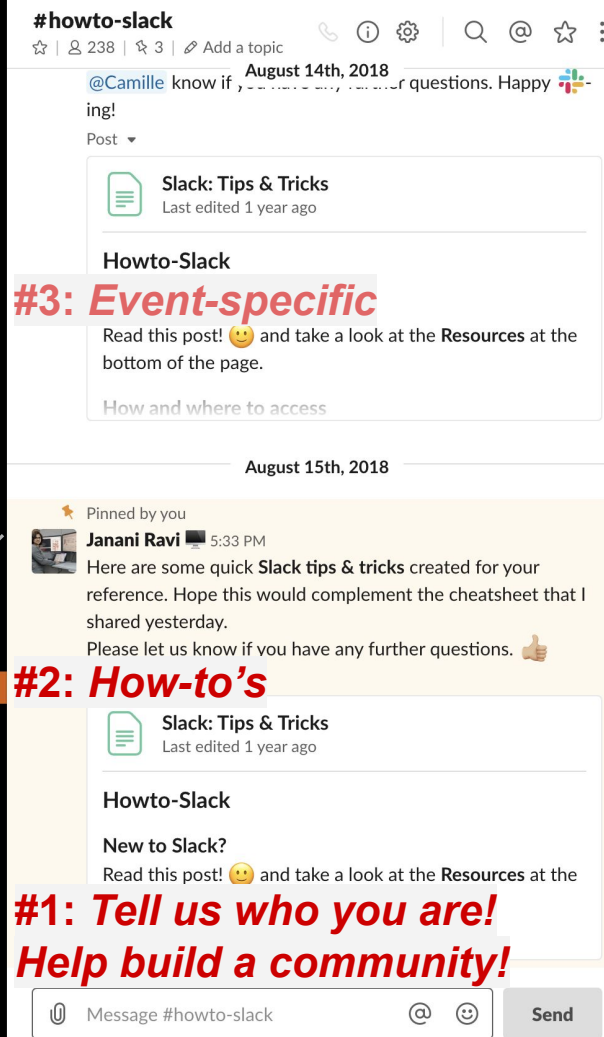 #howto-slack
238 | 3 | Add a topic
August 14th, 2018
@Camille know if you have any further questions. Happy -
ing!
Post
Slack: Tips & Tricks
Last edited 1 year ago
Howto-Slack
#3: Event-specific
Read this post! and take a look at the Resources at the
bottom of the page.
How and where to access
August 15th, 2018
Pinned by you
Janani Ravi 5:33 PM
Here are some quick Slack tips & tricks created for your
reference. Hope this would complement the cheatsheet that I
shared yesterday.
Please let us know if you have any further questions.
#2: How-to's
Slack: Tips & Tricks
Last edited 1 year ago
Howto-Slack
New to Slack?
Read this post! and take a look at the Resources at the
#1: Tell us who you are!
Help build a community!
Message #howto-slack
Send